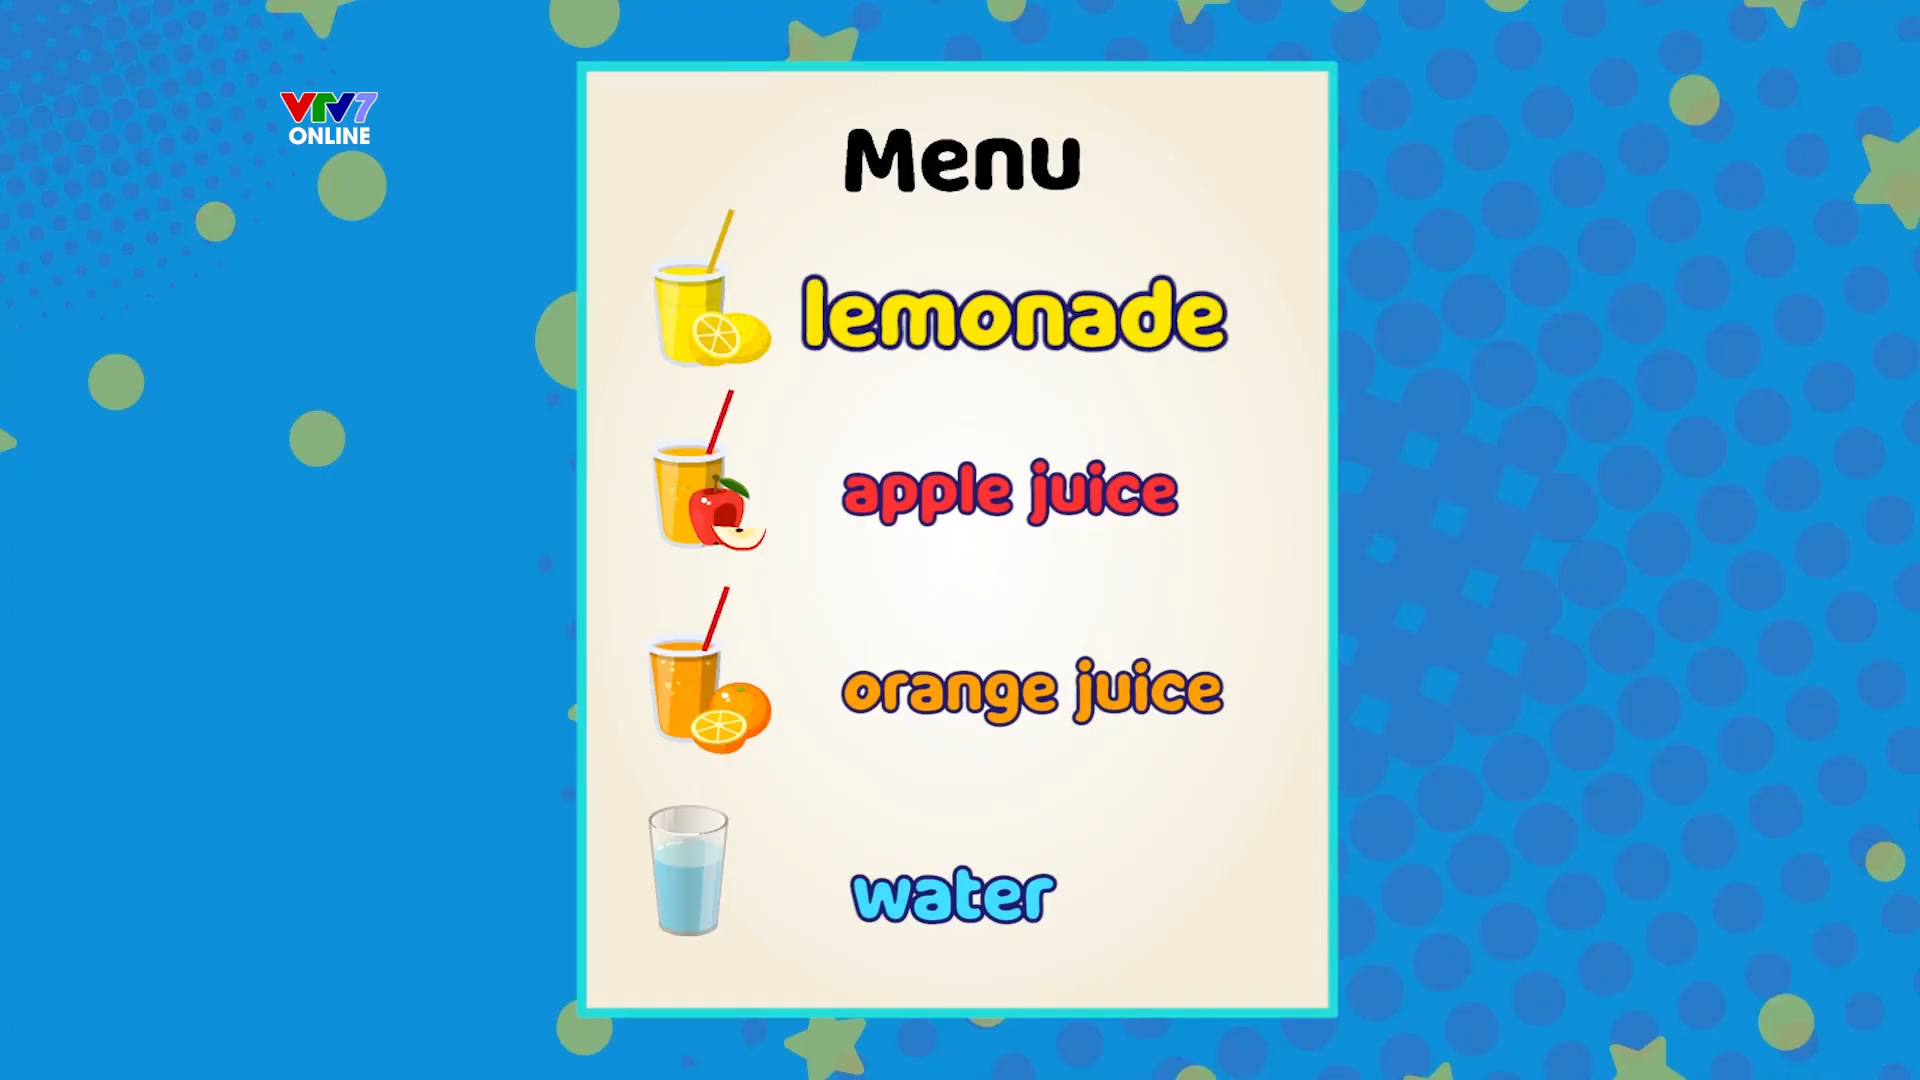 VTV7
ONLINE
Menu
lemonade
apple juice
orange juice
water